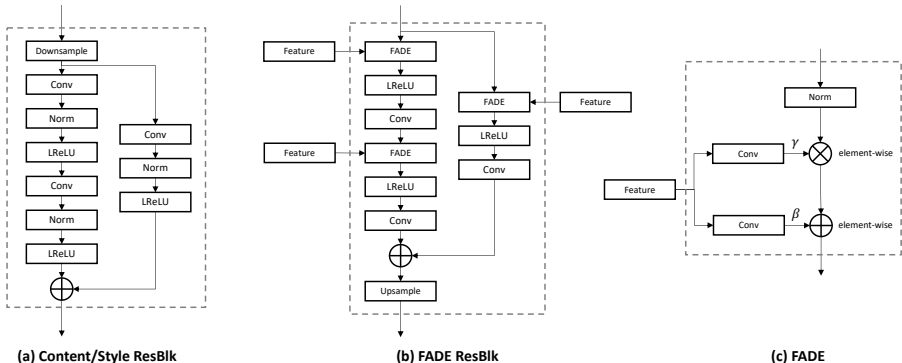 Downsample
Conv
Norm
LReLU
Conv
Norm
LReLU
Conv
Norm
LReLU
(a) Content/Style ResBlk
Feature
FADE
LReLU
Conv
Feature
FADE
LReLU
Conv
FADE
Feature
LReLU
Conv
Upsample
(b) FADE ResBlk
Norm
Feature
Conv
γ
element-wise
Conv
β
element-wise
(c) FADE